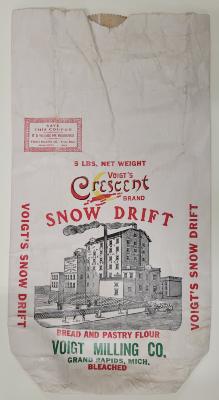 SAVE
THIS COUPON
5 LBS. NET WEIGHT
VOIGT'S
Crescent
BRAND
SNOW DRIFT
VOIGT'S SNOW DRIFT
VOIGT'S SNOW DRIFT
BREAD AND PASTRY FLOUR
VOIGT MILLING CO.
GRAND RAPIDS, MICH.
BLEACHED